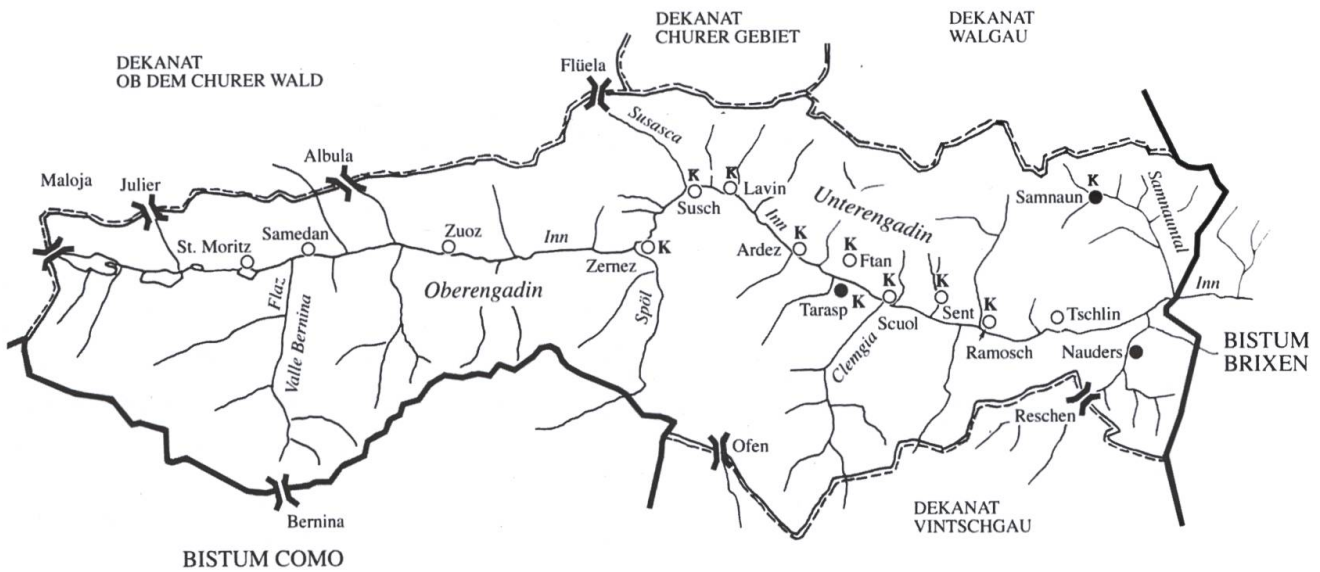 DEKANAT
CHURER GEBIET
DEKANAT
WALGAU
DEKANAT
OB DEM CHURER WALD
Flüela
Susasca
Albula
Maloja
Julier
K
K
Lavin
Susch
Samnaun
K
Samnauntal
Unterengadin
Inn
St. Moritz
Samedan
Zuoz
Inn
Zernez
K
Ardez
K
K
Ftan
Oberengadin
Flaz
Valle Bernina
Spöl
Tarasp
K
K
Scuol
K
Sent
K
Ramosch
Tschlin
Inn
Nauders
BISTUM
BRIXEN
Clemgia
Reschen
Ofen
Bernina
DEKANAT
VINTSCHGAU
BISTUM COMO